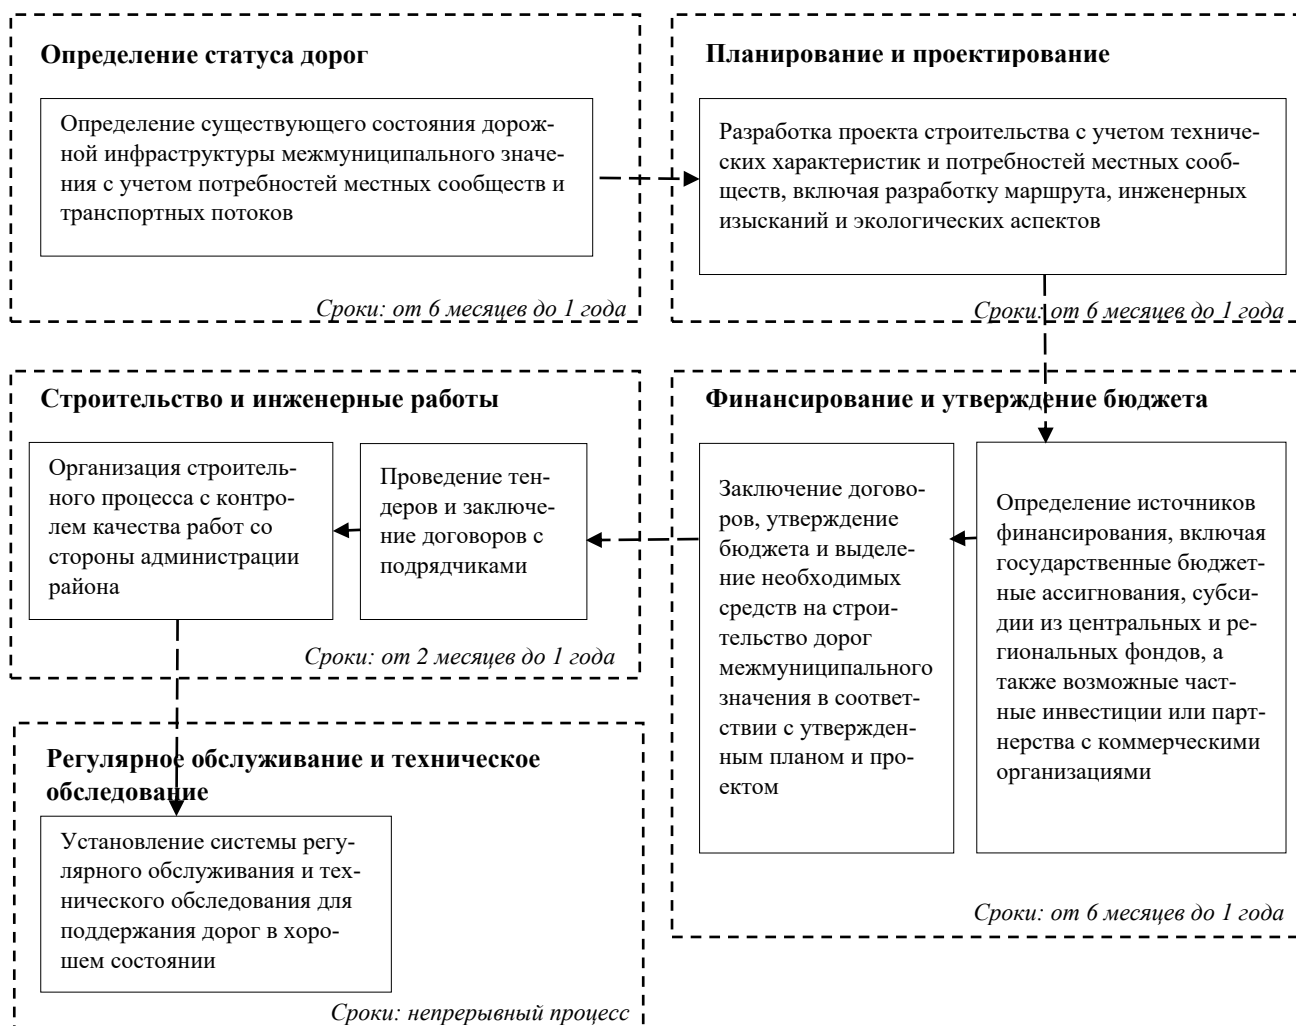 Определение статуса дорог
Определение существующего состояния дорож-
ной инфраструктуры межмуниципального значе-
ния с учетом потребностей местных сообществ и
транспортных потоков
Сроки: от 6 месяцев до 1 года
Планирование и проектирование
Разработка проекта строительства с учетом техниче-
ских характеристик и потребностей местных сооб-
ществ, включая разработку маршрута, инженерных
изысканий и экологических аспектов
Сроки: от 6 месяцев до 1 года
Финансирование и утверждение бюджета
Определение источников
финансирования, включая
государственные бюджет-
ные ассигнования, субси-
дии из центральных и ре-
гиональных фондов, а
также возможные част-
ные инвестиции или парт-
нерства с коммерческими
организациями
Заключение догово-
ров, утверждение
бюджета и выделе-
ние необходимых
средств на строи-
тельство дорог
межмуниципального
значения в соответ-
ствии с утвержден-
ным планом и про-
ектом
Сроки: от 6 месяцев до 1 года
Строительство и инженерные работы
Проведение тен-
деров и заключе-
ние договоров с
подрядчиками
Организация строитель-
ного процесса с контро-
лем качества работ со
стороны администрации
района
Сроки: от 2 месяцев до 1 года
Регулярное обслуживание и техническое
обследование
Установление системы регу-
лярного обслуживания и тех-
нического обследования для
поддержания дорог в хоро-
шем состоянии
Сроки: непрерывный процесс